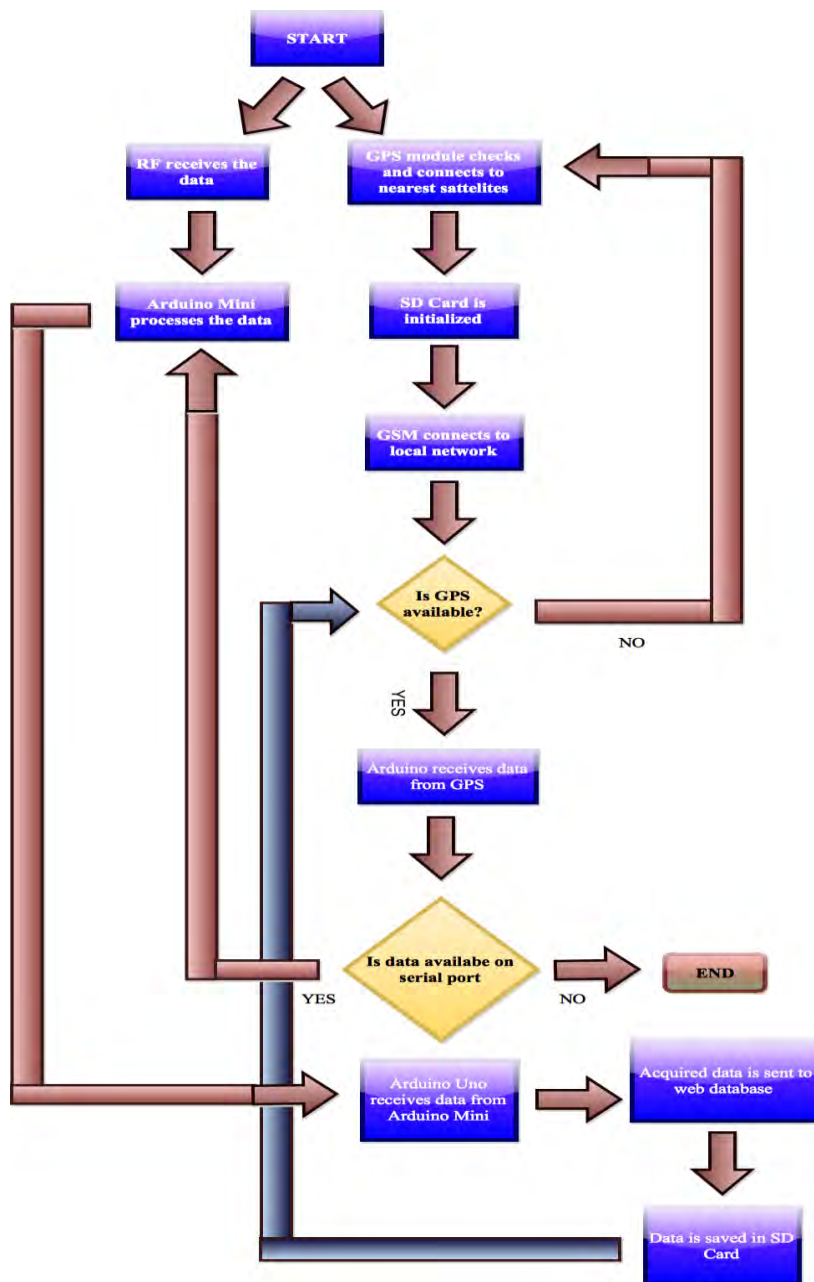 START
RF receives the
data
GPS module checks
and connects to
nearest sattelites
Arduino Mini
processes the data
SD Card is
initialized
GSM connects to
local network
Is GPS
available?
NO
YES
Arduino receives data
from GPS
Is data availabe on
serial port
YES
NO
END
Arduino Uno
receives data from
Arduino Mini
Acquired data is sent to
web database
Data is saved in SD
Card